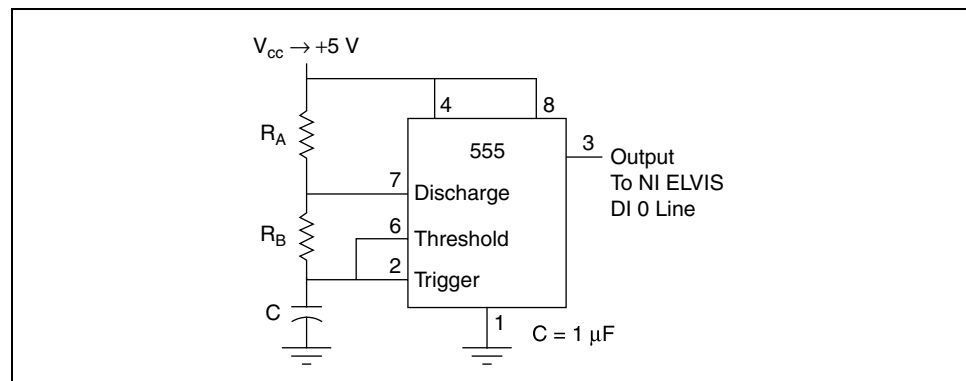 Vcc → +5 V
4
8
RA
555
3
Output
To NI ELVIS
DI 0 Line
7
Discharge
RB
6
Threshold
2
Trigger
C
1
C = 1 μF